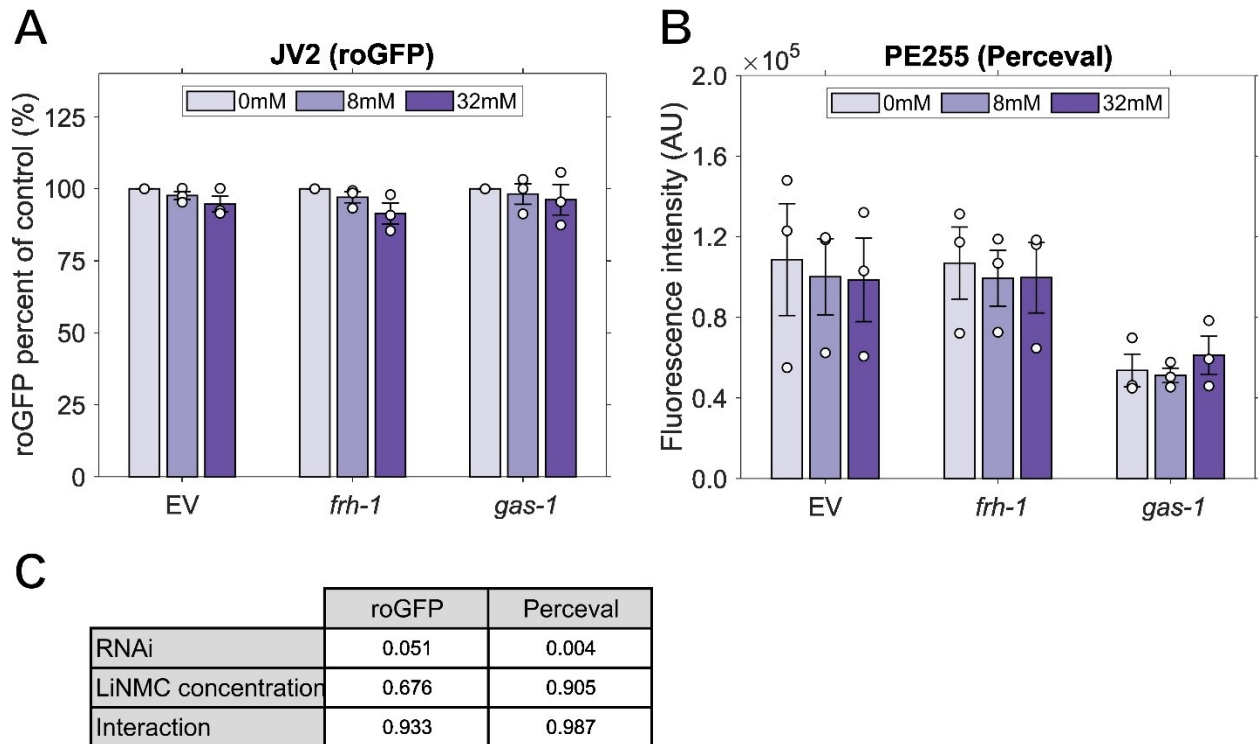 A
JV2 (roGFP)
0mM 8mM 32mM
roGFP percent of control (%)
125
100
75
50
25
0
EV frh-1 gas-1
B
PE255 (Perceval)
×10⁵
0mM 8mM 32mM
Fluorescence intensity (AU)
2.0
1.6
1.2
0.8
0.4
0.0
EV frh-1 gas-1
C
roGFP Perceval
RNAi 0.051 0.004
LiNMC concentration 0.676 0.905
Interaction 0.933 0.987